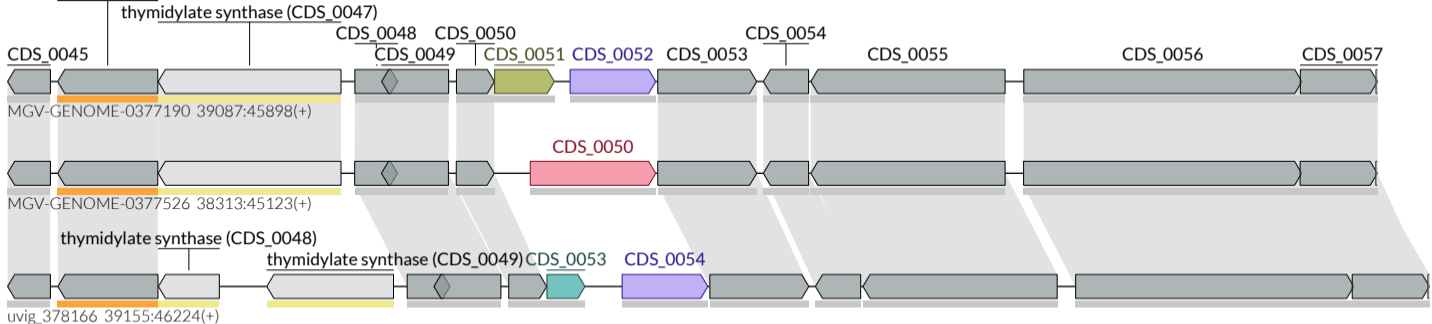 thymidylate synthase (CDS_0047)
CDS_0048 CDS_0050 CDS_0054
CDS_0045 CDS_0049 CDS_0051 CDS_0052 CDS_0053 CDS_0055 CDS_0056 CDS_0057
MGV-GENOME-0377190 39087:45898(+)
CDS_0050
MGV-GENOME-0377526 38313:45123(+)
thymidylate synthase (CDS_0048)
thymidylate synthase (CDS_0049) CDS_0053 CDS_0054
uvig_378166 39155:46224(+)